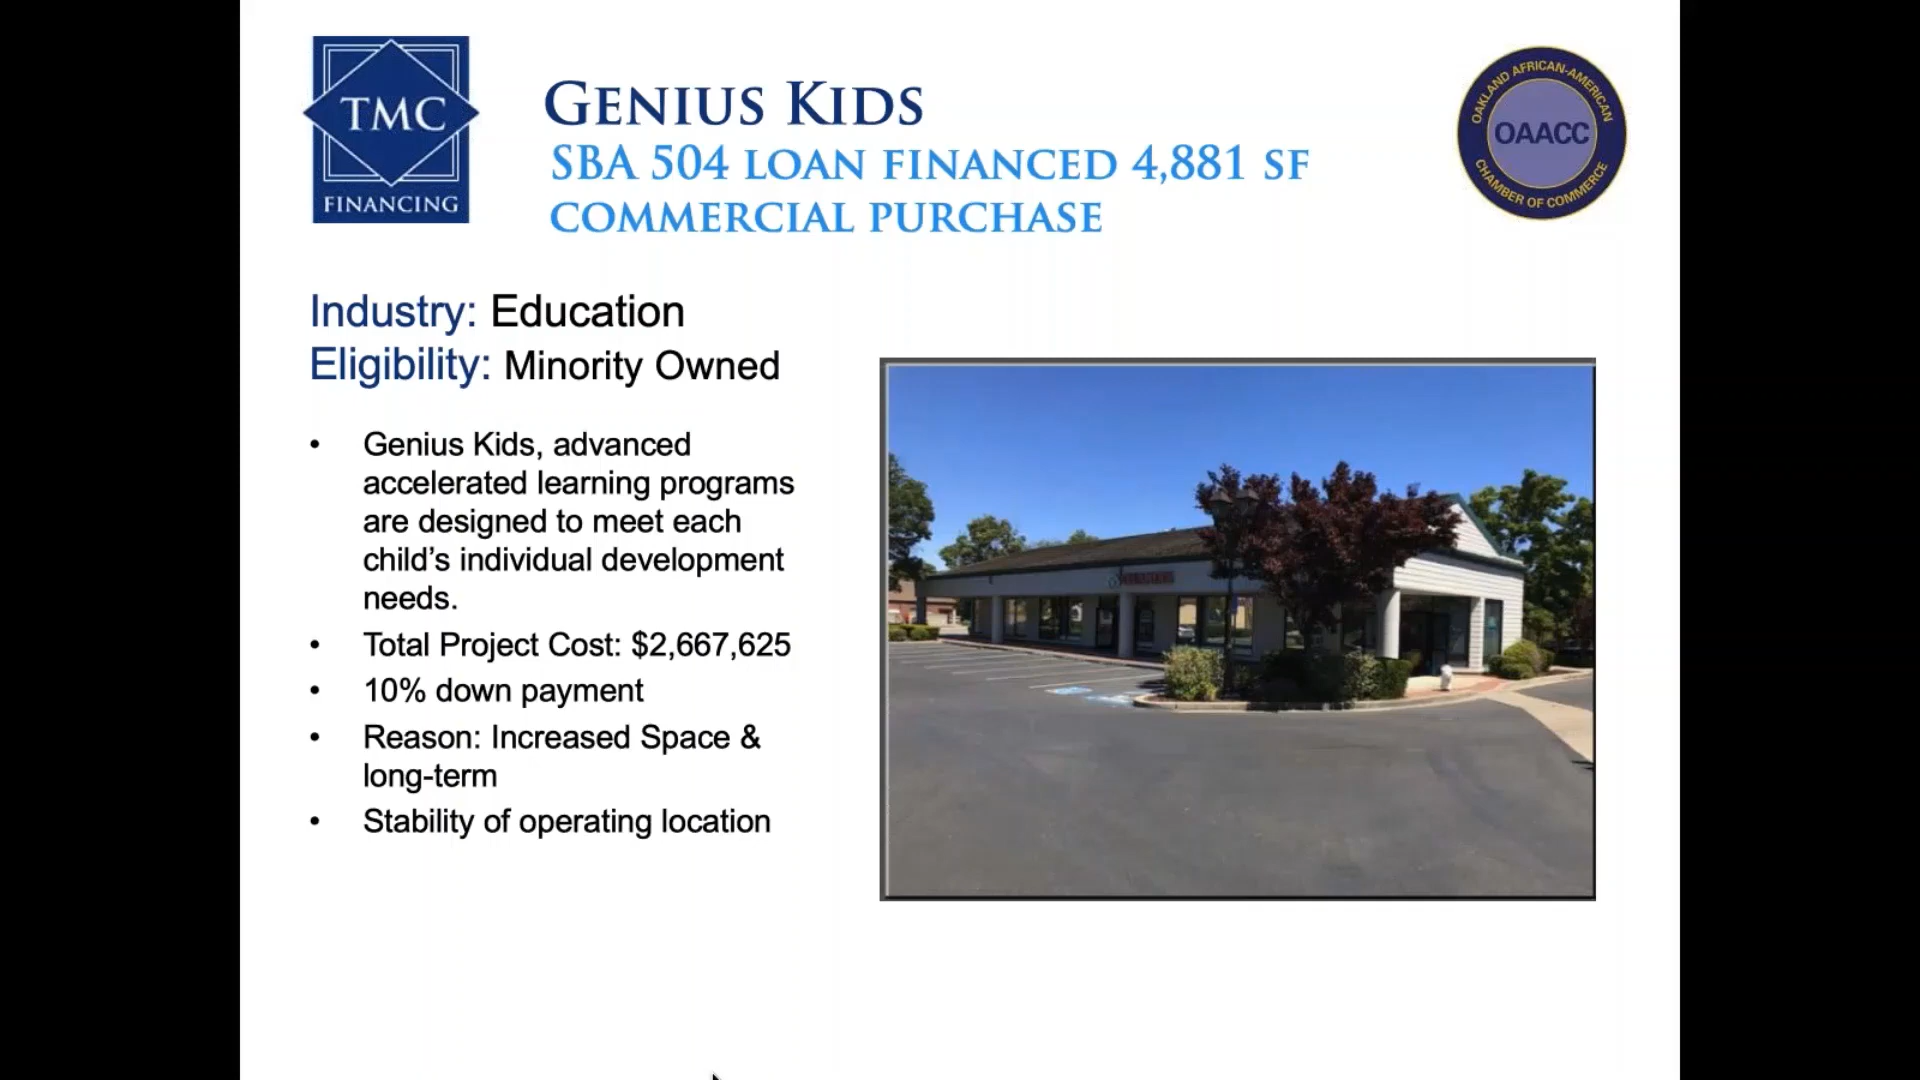 TMC
FINANCING
GENIUS KIDS
SBA 504 LOAN FINANCED 4,881 SF
COMMERCIAL PURCHASE
OAKLAND AFRICAN-AMERICAN
OAACC
CHAMBER OF COMMERCE
Industry: Education
Eligibility: Minority Owned
• Genius Kids, advanced
accelerated learning programs
are designed to meet each
child’s individual development
needs.
• Total Project Cost: $2,667,625
• 10% down payment
• Reason: Increased Space &
long-term
• Stability of operating location